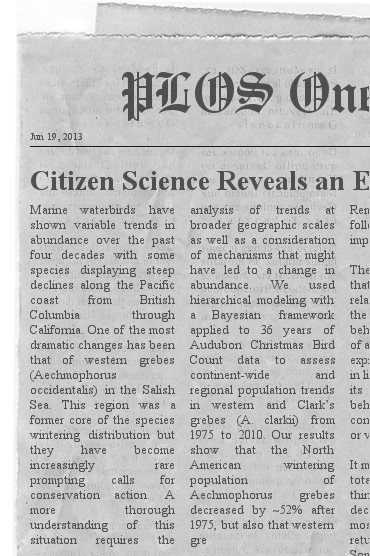 PLOS One
Jun 19, 2013
Citizen Science Reveals an E
Marine waterbirds have
shown variable trends in
abundance over the past
four decades with some
species displaying steep
declines along the Pacific
coast from British
Columbia through
California. One of the most
dramatic changes has been
that of western grebes
(Aechmophorus
occidentalis) in the Salish
Sea. This region was a
former core of the species
wintering distribution but
they have become
increasingly rare
prompting calls for
conservation action. A
more thorough
understanding of this
situation requires the
analysis of trends at
broader geographic scales
as well as a consideration
of mechanisms that might
have led to a change in
abundance. We used
hierarchical modeling with
a Bayesian framework
applied to 36 years of
Audubon Christmas Bird
Count data to assess
continent-wide and
regional population trends
in western and Clark's
grebes (A. clarkii) from
1975 to 2010. Our results
show that the North
American wintering
population of
Aechmophorus grebes
decreased by ~52% after
1975, but also that western
gre